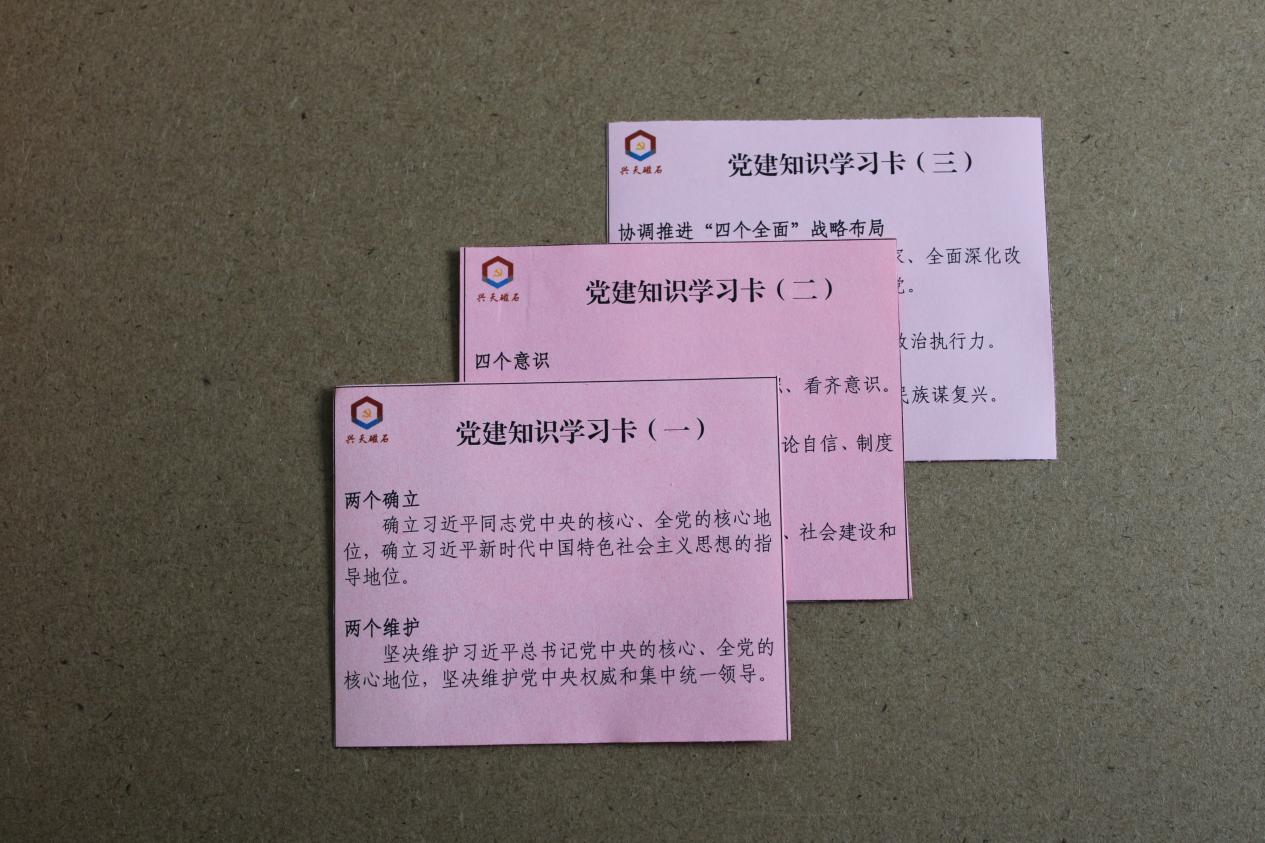 兴天磁石
党建知识学习卡（三）
协调推进“四个全面”战略布局
、全面深化改
。
治执行力。
民族谋复兴。
兴天磁石
党建知识学习卡（二）
四个意识
、看齐意识。
论自信、制度
、社会建设和
兴天磁石
党建知识学习卡（一）
两个确立
确立习近平同志党中央的核心、全党的核心地
位，确立习近平新时代中国特色社会主义思想的指
导地位。
两个维护
坚决维护习近平总书记党中央的核心、全党的
核心地位，坚决维护党中央权威和集中统一领导。